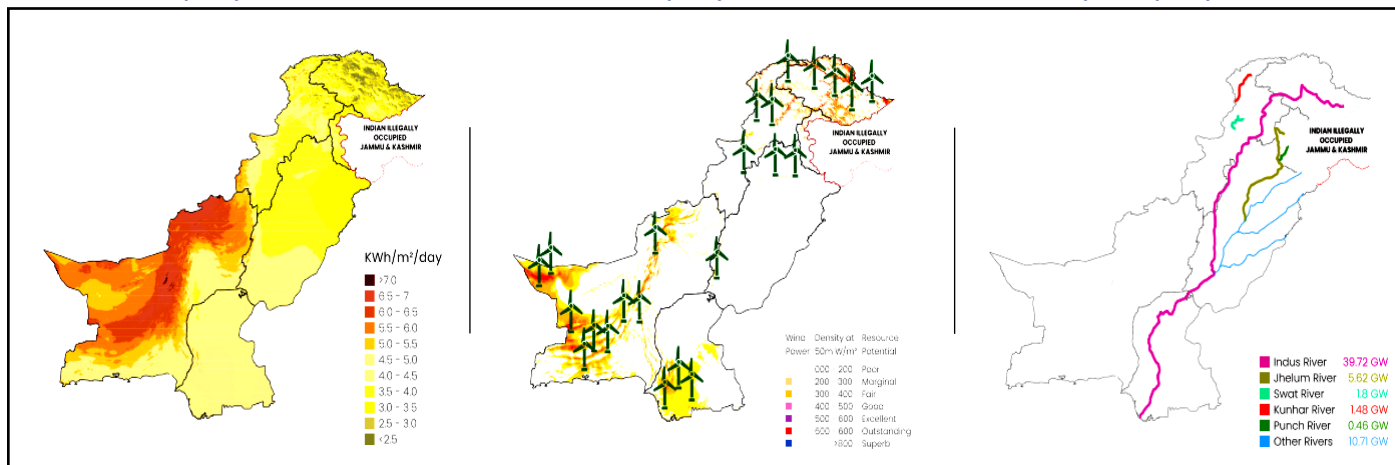 INDIAN ILLEGALLY
OCCUPIED
JAMMU & KASHMIR
KWh/m²/day
>7.0
6.5 - 7
6.0 - 6.5
5.5 - 6.0
5.0 - 5.5
4.5 - 5.0
4.0 - 4.5
3.5 - 4.0
3.0 - 3.5
2.5 - 3.0
<2.5
INDIAN ILLEGALLY
OCCUPIED
JAMMU & KASHMIR
Wind Density at Resource
Power 50m W/m² Potential
000 200 Poor
200 300 Marginal
300 400 Fair
400 500 Good
500 600 Excellent
600 Outstanding
>800 Superb
INDIAN ILLEGALLY
OCCUPIED
JAMMU & KASHMIR
Indus River 39.72 GW
Jhelum River 5.62 GW
Swat River 1.8 GW
Kunhar River 1.48 GW
Punch River 0.46 GW
Other Rivers 10.71 GW